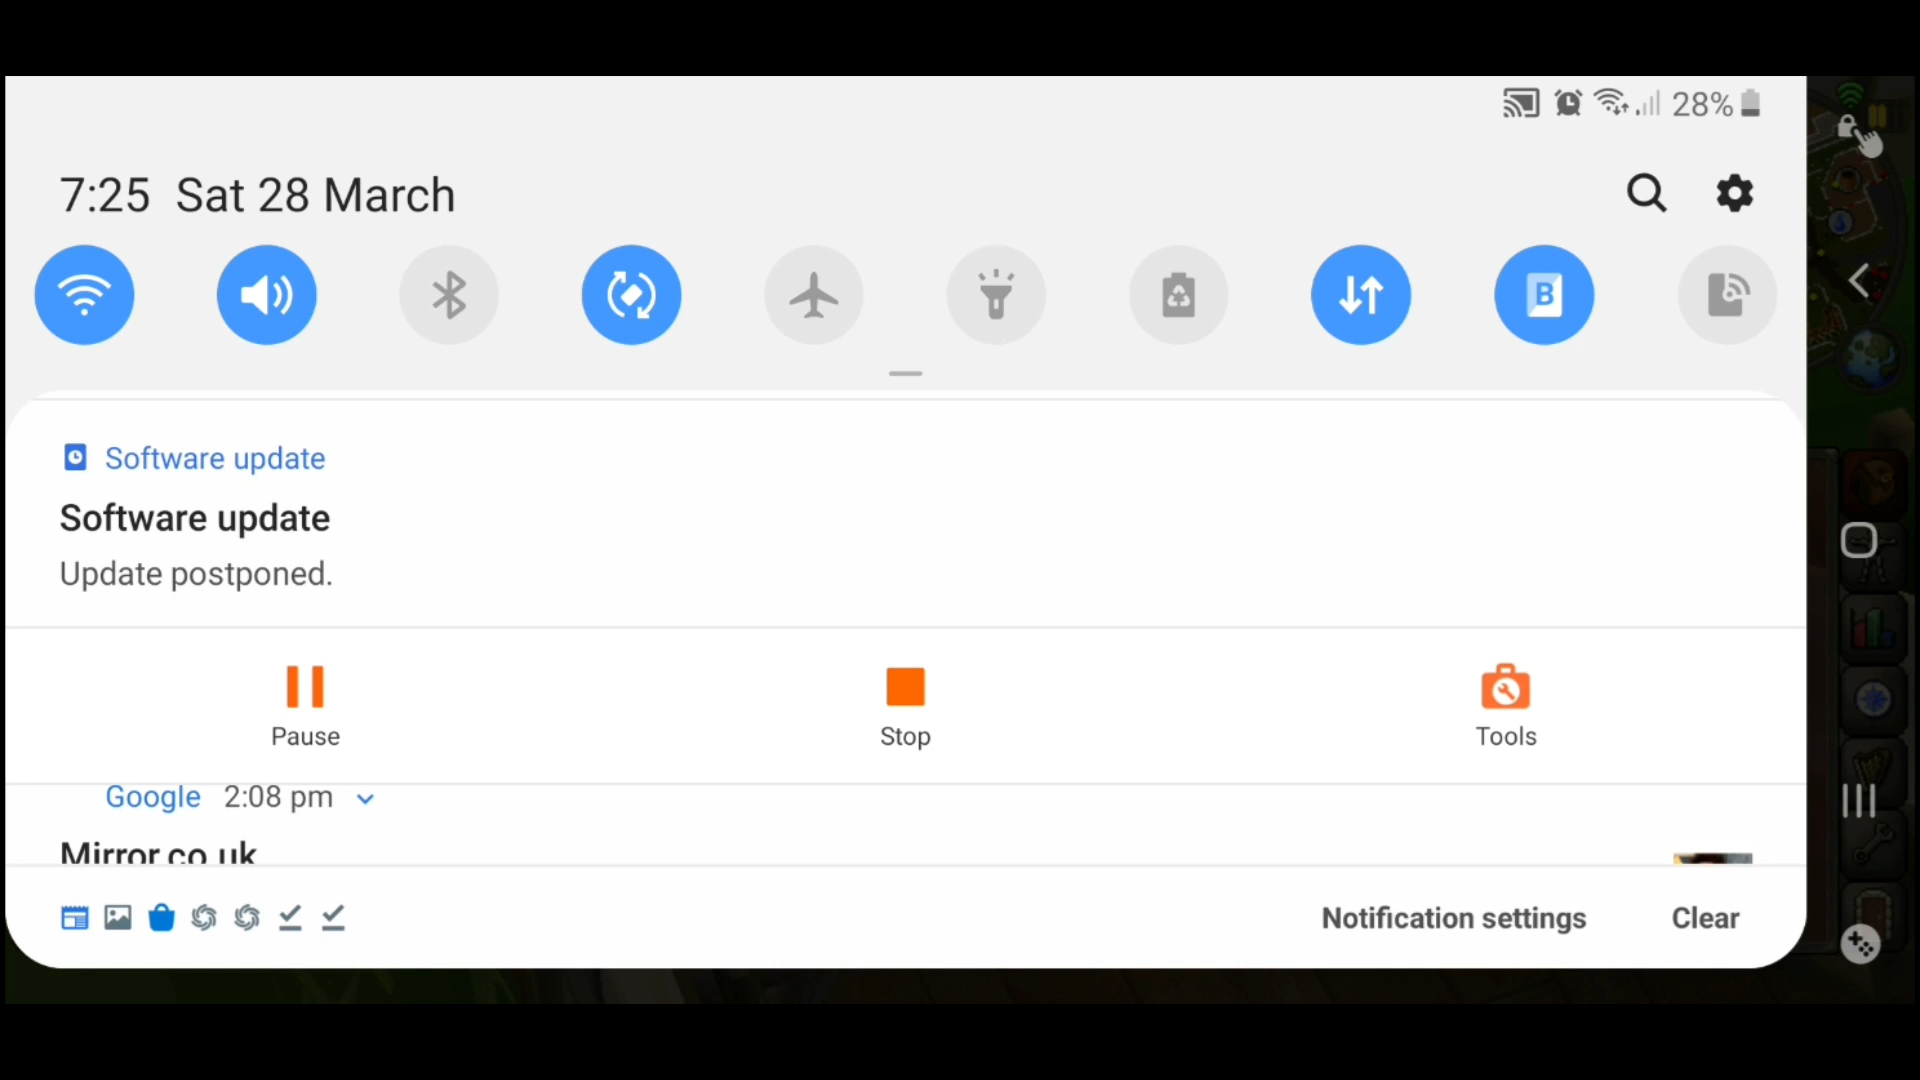 28%
7:25 Sat 28 March
B
Software update
Software update
Update postponed.
Pause Stop Tools
Google 2:08 pm
Mirror.co.uk
Notification settings Clear